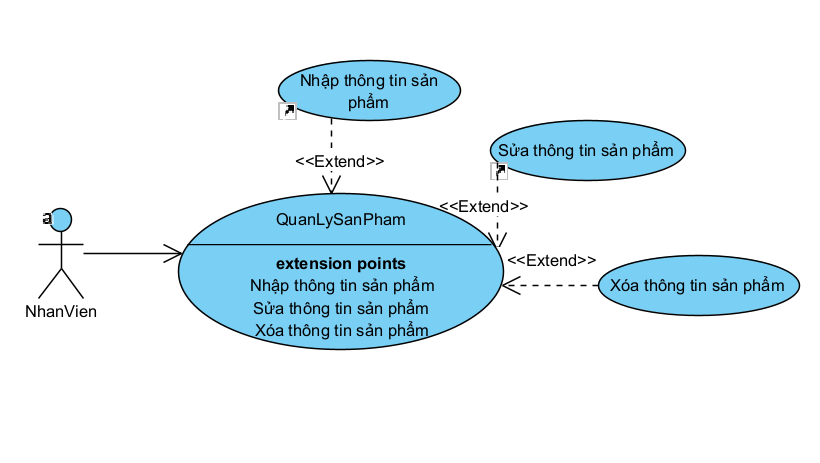 Nhập thông tin sản
phẩm
<<Extend>>
Sửa thông tin sản phẩm
<<Extend>>
QuanLySanPham
<<Extend>>
extension points
Nhập thông tin sản phẩm
Sửa thông tin sản phẩm
Xóa thông tin sản phẩm
Xóa thông tin sản phẩm
a
NhanVien